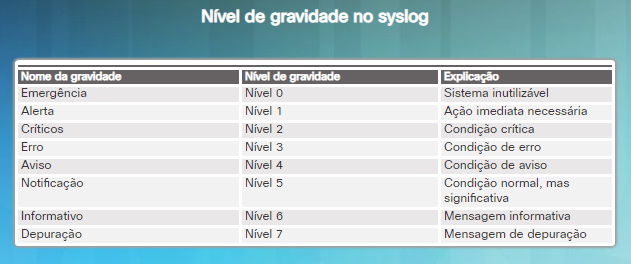 Nível de gravidade no syslog
Nome da gravidade Nível de gravidade Explicação
Emergência Nível 0 Sistema inutilizável
Alerta Nível 1 Ação imediata necessária
Críticos Nível 2 Condição crítica
Erro Nível 3 Condição de erro
Aviso Nível 4 Condição de aviso
Notificação Nível 5 Condição normal, mas
significativa
Informativo Nível 6 Mensagem informativa
Depuração Nível 7 Mensagem de depuração